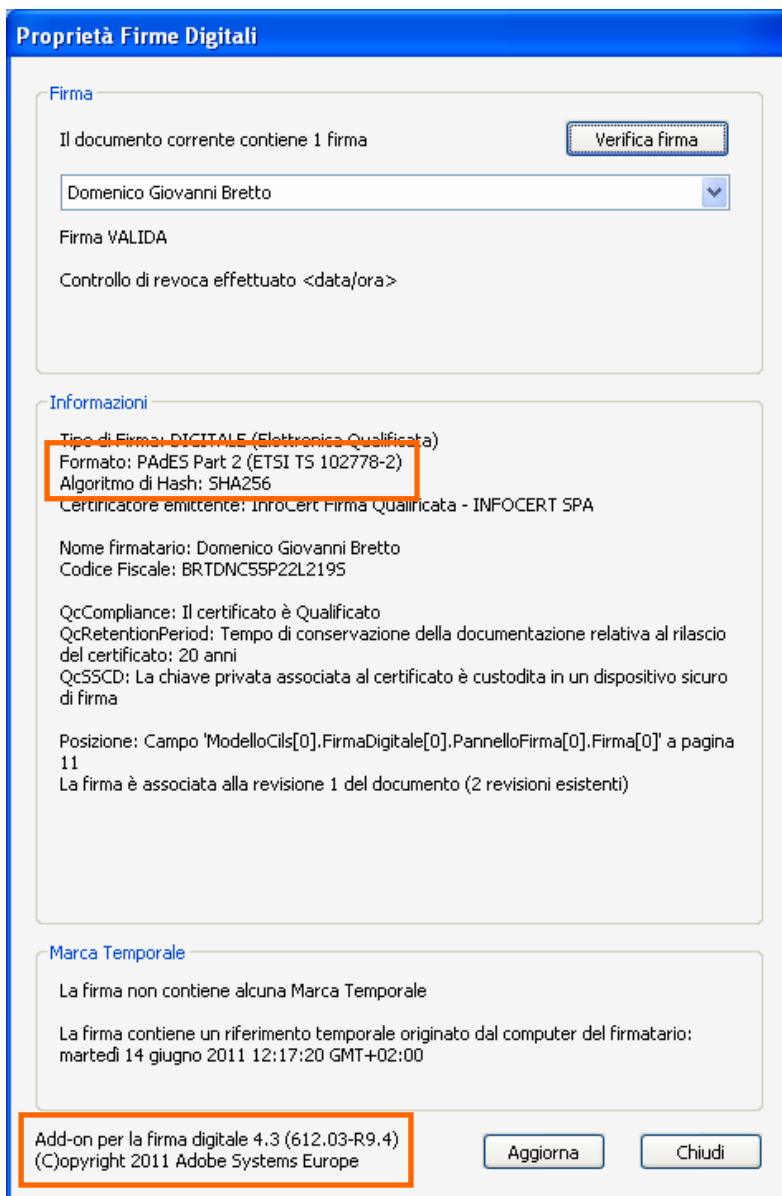 Proprietà Firme Digitali
Firma
Il documento corrente contiene 1 firma
Verifica firma
Domenico Giovanni Bretto
Firma VALIDA
Controllo di revoca effettuato <data/ora>
Informazioni
Tipo di Firma: DIGITALE (Elettronica Qualificata)
Formato: PAdES Part 2 (ETSI TS 102778-2)
Algoritmo di Hash: SHA256
Certificatore emittente: InfoCert Firma Qualificata - INFOCERT SPA
Nome firmatario: Domenico Giovanni Bretto
Codice Fiscale: BRTDNC55P22L219S
QcCompliance: Il certificato è Qualificato
QcRetentionPeriod: Tempo di conservazione della documentazione relativa al rilascio
del certificato: 20 anni
QcSSCD: La chiave privata associata al certificato è custodita in un dispositivo sicuro
di firma
Posizione: Campo 'ModelloCils[0].FirmaDigitale[0].PannelloFirma[0].Firma[0]' a pagina
11
La firma è associata alla revisione 1 del documento (2 revisioni esistenti)
Marca Temporale
La firma non contiene alcuna Marca Temporale
La firma contiene un riferimento temporale originato dal computer del firmatario:
martedì 14 giugno 2011 12:17:20 GMT+02:00
Add-on per la firma digitale 4.3 (612.03-R9.4)
(C)opyright 2011 Adobe Systems Europe
Aggiorna
Chiudi